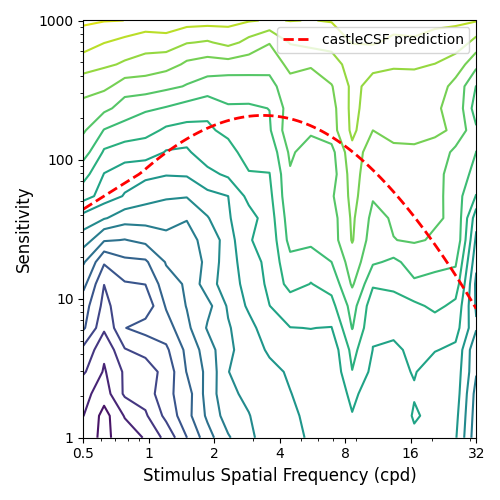 1000
100
10
1
Sensitivity
castleCSF prediction
0.5 1 2 4 8 16 32
Stimulus Spatial Frequency (cpd)